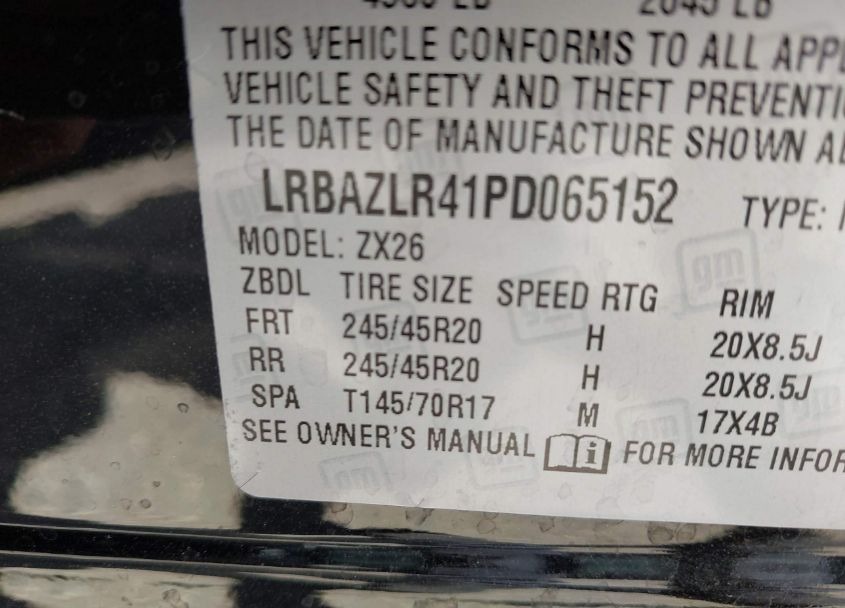 THIS VEHICLE CONFORMS TO ALL APPL
VEHICLE SAFETY AND THEFT PREVENTI
THE DATE OF MANUFACTURE SHOWN A
LRBAZLR41PD065152 TYPE:
MODEL: ZX26
ZBDL TIRE SIZE SPEED RTG RIM
FRT 245/45R20 H 20X8.5J
RR 245/45R20 H 20X8.5J
SPA T145/70R17 M 17X4B
SEE OWNER'S MANUAL i FOR MORE INFOR